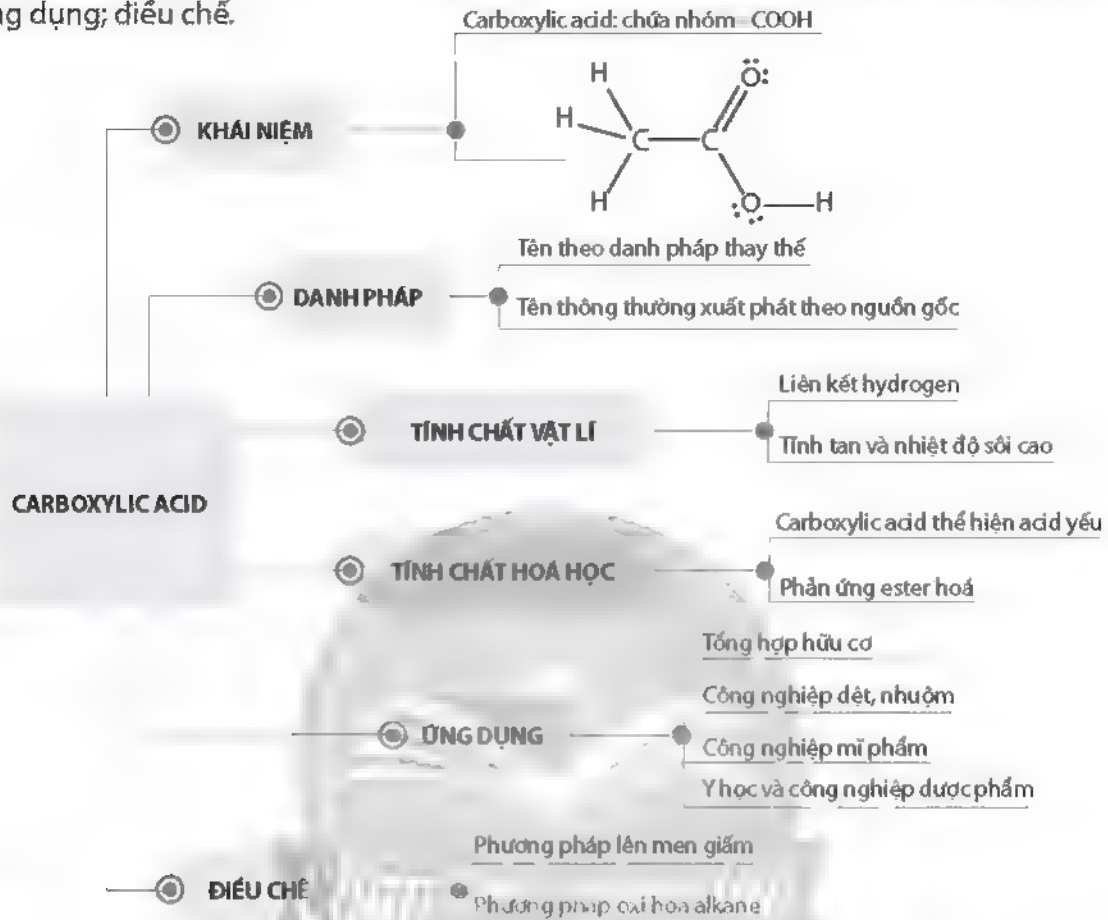 ng dụng; điều chế.
Carboxylic acid: chứa nhóm –COOH
H
O
H
C
C
H
O
H
KHÁI NIỆM
DANH PHÁP
Tên theo danh pháp thay thế
Tên thông thường xuất phát theo nguồn gốc
CARBOXYLIC ACID
TÍNH CHẤT VẬT LÍ
Liên kết hydrogen
Tính tan và nhiệt độ sôi cao
TÍNH CHẤT HOÁ HỌC
Carboxylic acid thể hiện acid yếu
Phản ứng ester hoá
ỨNG DỤNG
Tổng hợp hữu cơ
Công nghiệp dệt, nhuộm
Công nghiệp mĩ phẩm
Y học và công nghiệp dược phẩm
ĐIỀU CHẾ
Phương pháp lên men giấm
Phương pháp oxi hoá alkane